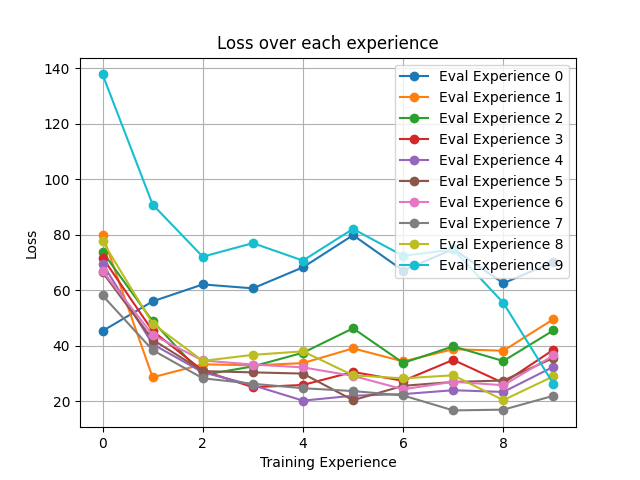 Loss over each experience
140
120
100
80
60
40
20
Loss
0
2
4
6
8
Training Experience
Eval Experience 0
Eval Experience 1
Eval Experience 2
Eval Experience 3
Eval Experience 4
Eval Experience 5
Eval Experience 6
Eval Experience 7
Eval Experience 8
Eval Experience 9